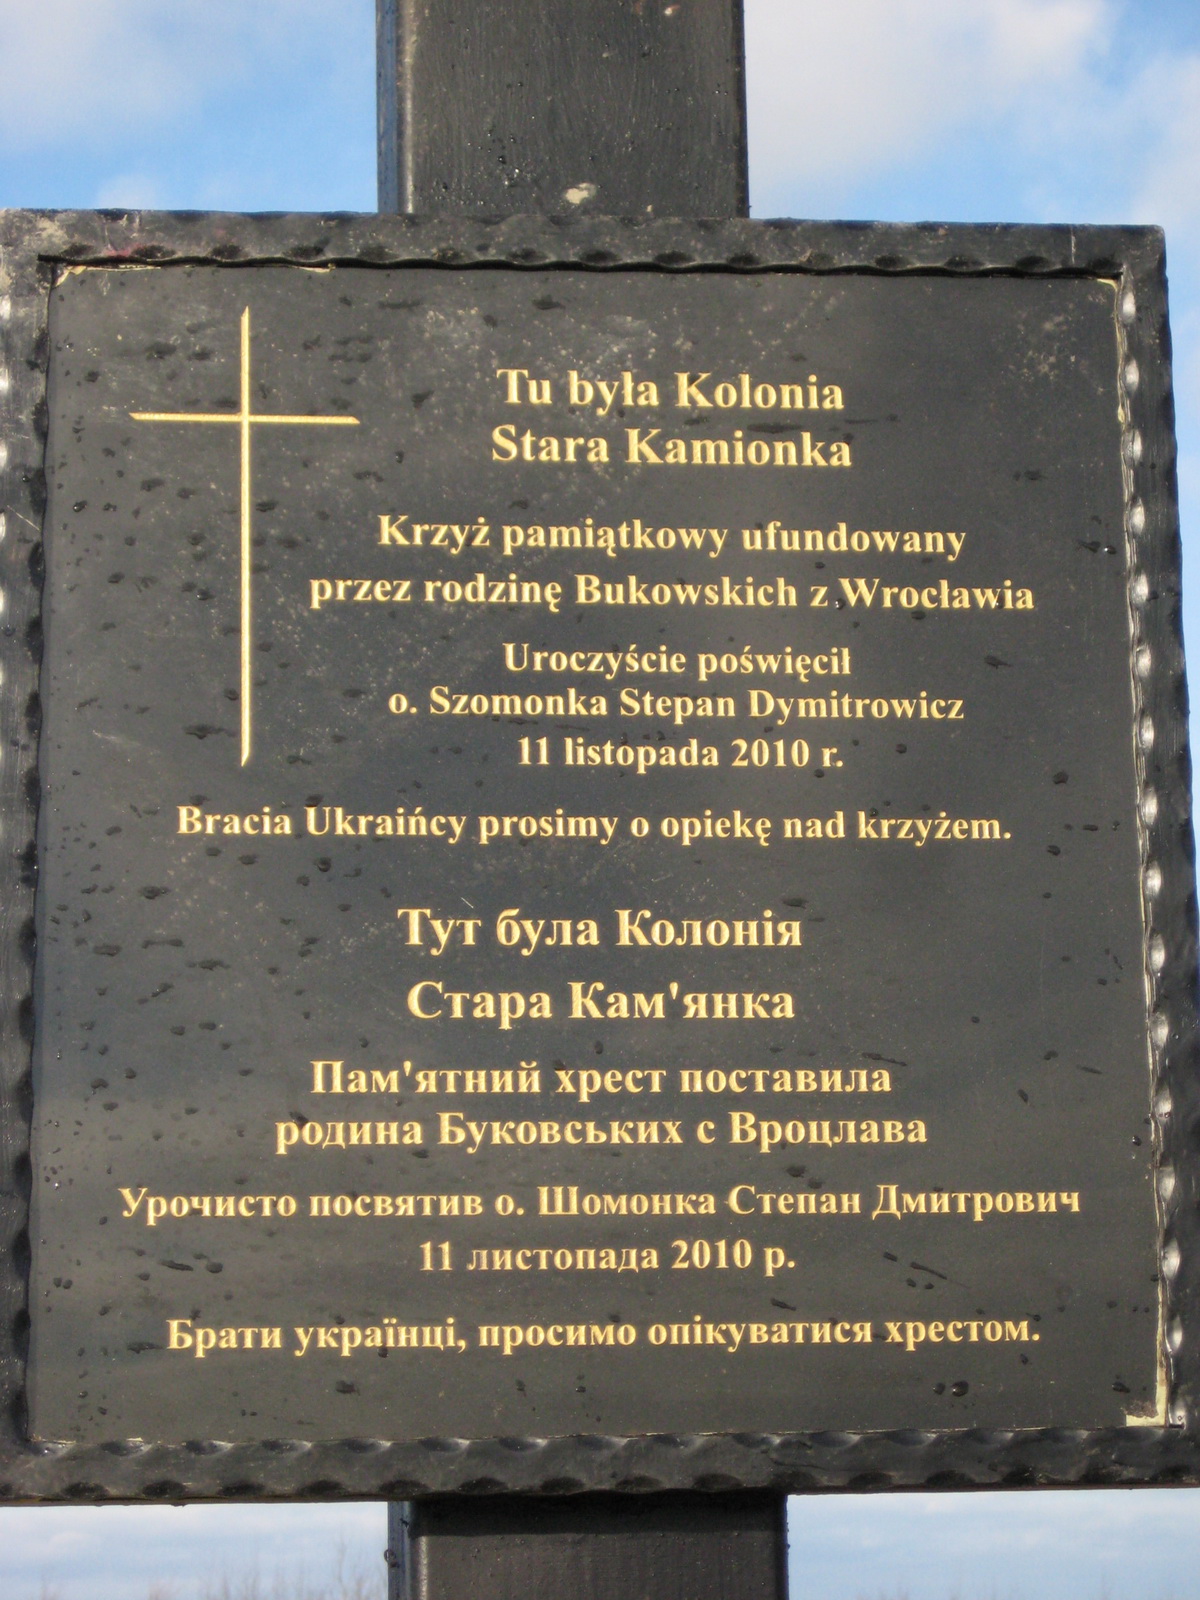 Tu była Kolonia
Stara Kamionka
Krzyż pamiątkowy ufundowany
przez rodzinę Bukowskich z Wrocławia
Uroczyście poświęcił
o. Szomonka Stepan Dymitrowicz
11 listopada 2010 r.
Bracia Ukraińcy prosimy o opiekę nad krzyżem.
Тут була Колонія
Стара Кам'янка
Пам'ятний хрест поставила
родина Буковських с Вроцлава
Урочисто посвятив о. Шомонка Степан Дмитрович
11 листопада 2010 р.
Брати українці, просимо опікуватися хрестом.